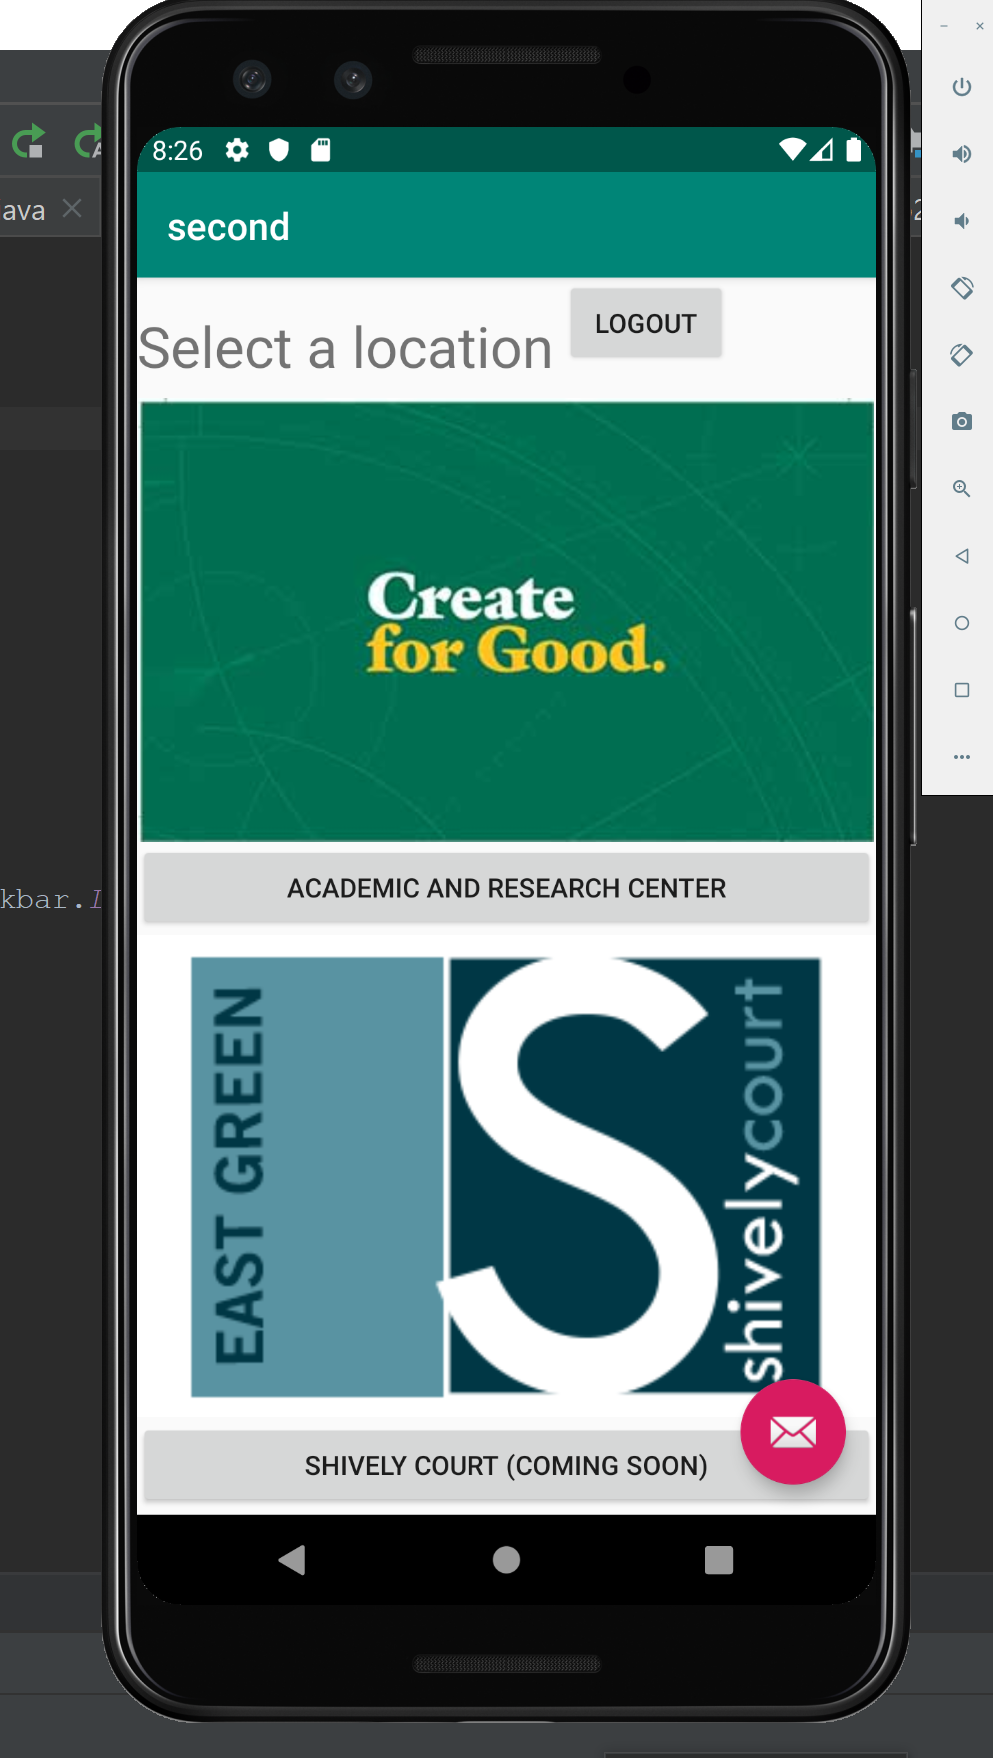 8:26
second
LOGOUT
Select a location
Create
for Good.
ACADEMIC AND RESEARCH CENTER
EAST GREEN
S
shivelycourt
SHIVELY COURT (COMING SOON)
ava
kbar.